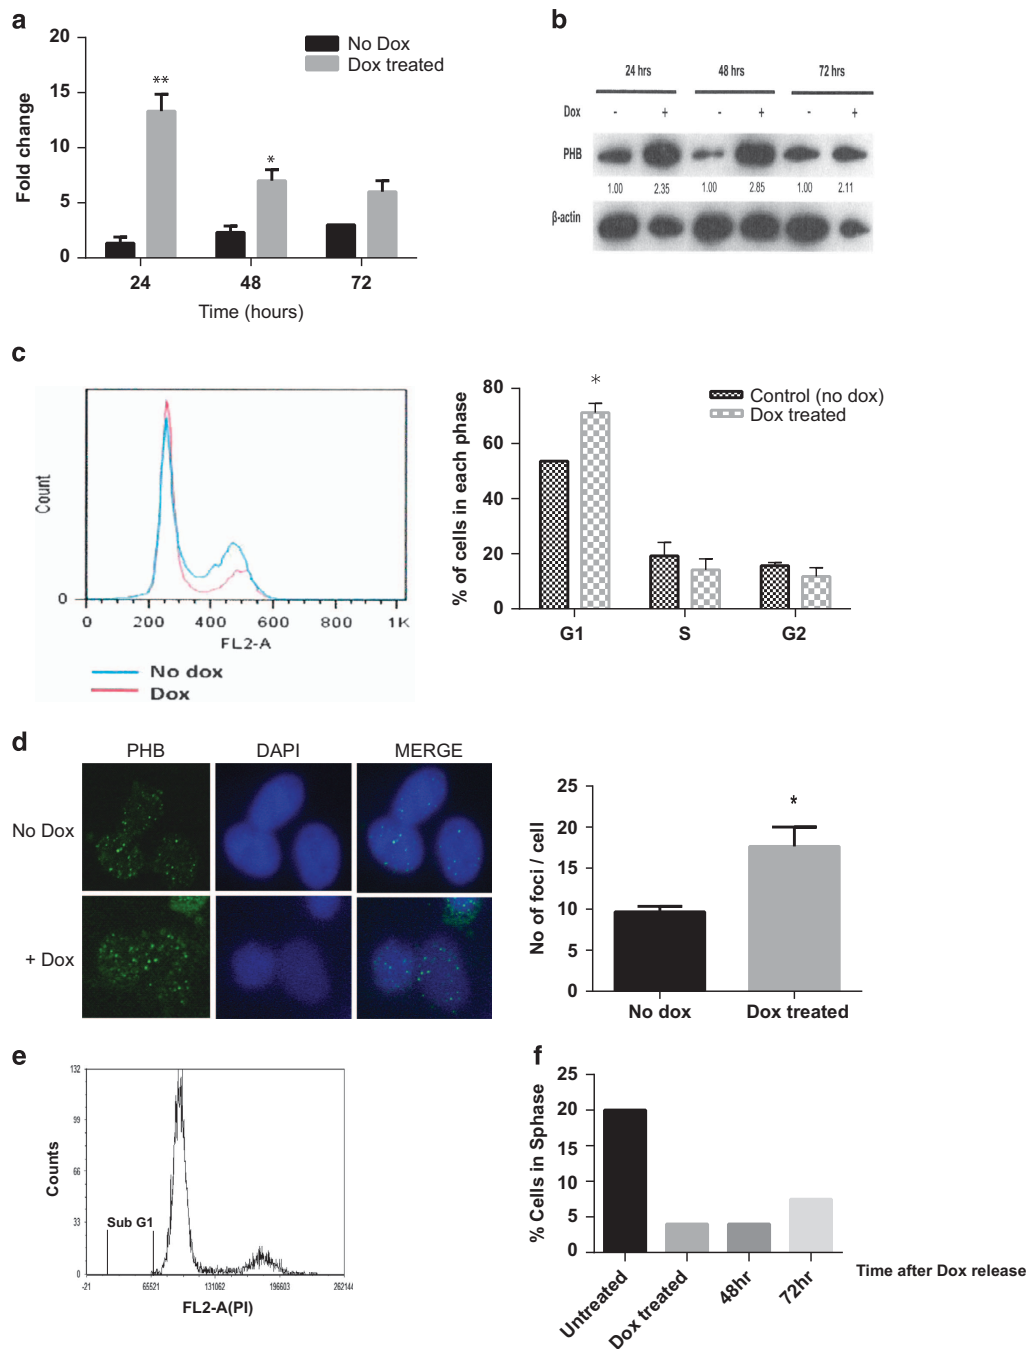 a
20
15
10
5
0
Fold change
No Dox
Dox treated
**
*
24
48
72
Time (hours)
b
24 hrs
48 hrs
72 hrs
Dox
- + - + - +
PHB
1.00 2.35 1.00 2.85 1.00 2.11
β-actin
c
Count
0
0 200 400 600 800 1K
FL2-A
No dox
Dox
% of cells in each phase
80
60
40
20
0
*
Control (no dox)
Dox treated
G1 S G2
d
PHB DAPI MERGE
No Dox
+ Dox
No of foci / cell
25
20
15
10
5
0
*
No dox
Dox treated
e
Counts
132
99
66
33
0
Sub G1
-21 65521 131062 196603 262144
FL2-A(PI)
f
% Cells in Sphase
25
20
15
10
5
0
Untreated
Dox treated
48hr
72hr
Time after Dox release